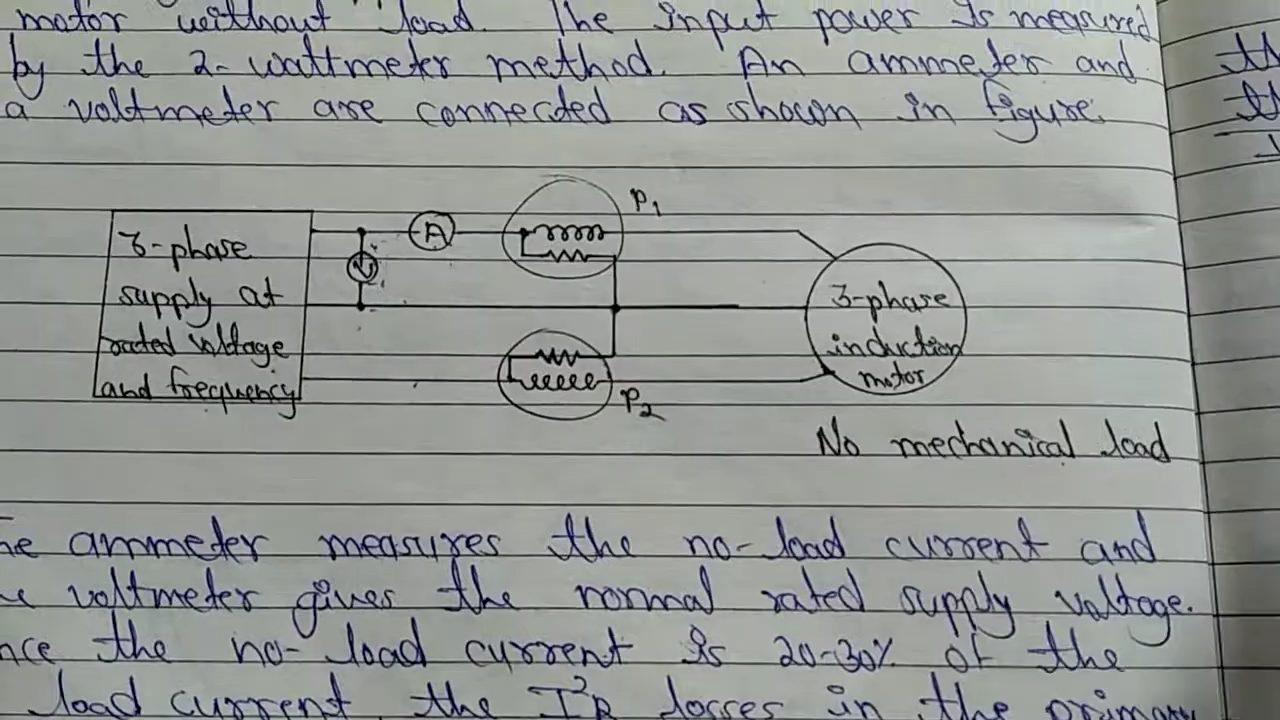 motor without load. The input power is measured
by the 2-wattmeter method. An ammeter and
a voltmeter are connected as shown in figure.
P1
A
3-phase
supply at
rated voltage
and frequency
V
3-phase
induction
motor
P2
No mechanical load
ammeter measures the no-load current and
voltmeter gives the normal rated supply voltage.
the no-load current is 20-30% of the
load current, the I²R losses in the primary